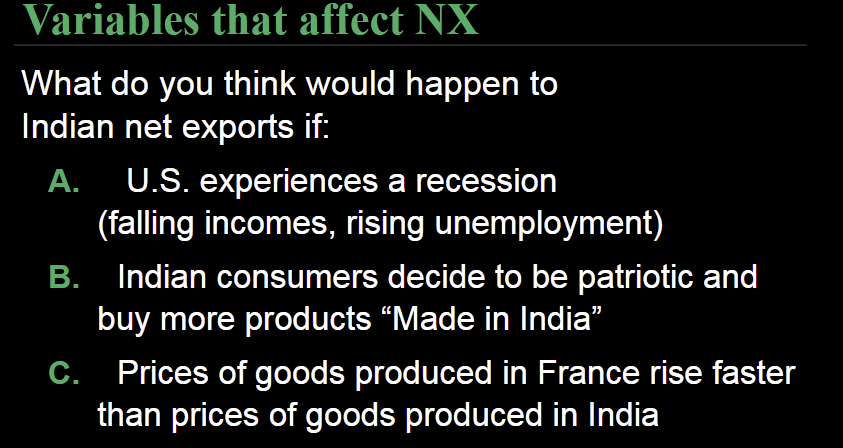 Variables that affect NX
What do you think would happen to
Indian net exports if:
A. U.S. experiences a recession
(falling incomes, rising unemployment)
B. Indian consumers decide to be patriotic and
buy more products “Made in India”
C. Prices of goods produced in France rise faster
than prices of goods produced in India